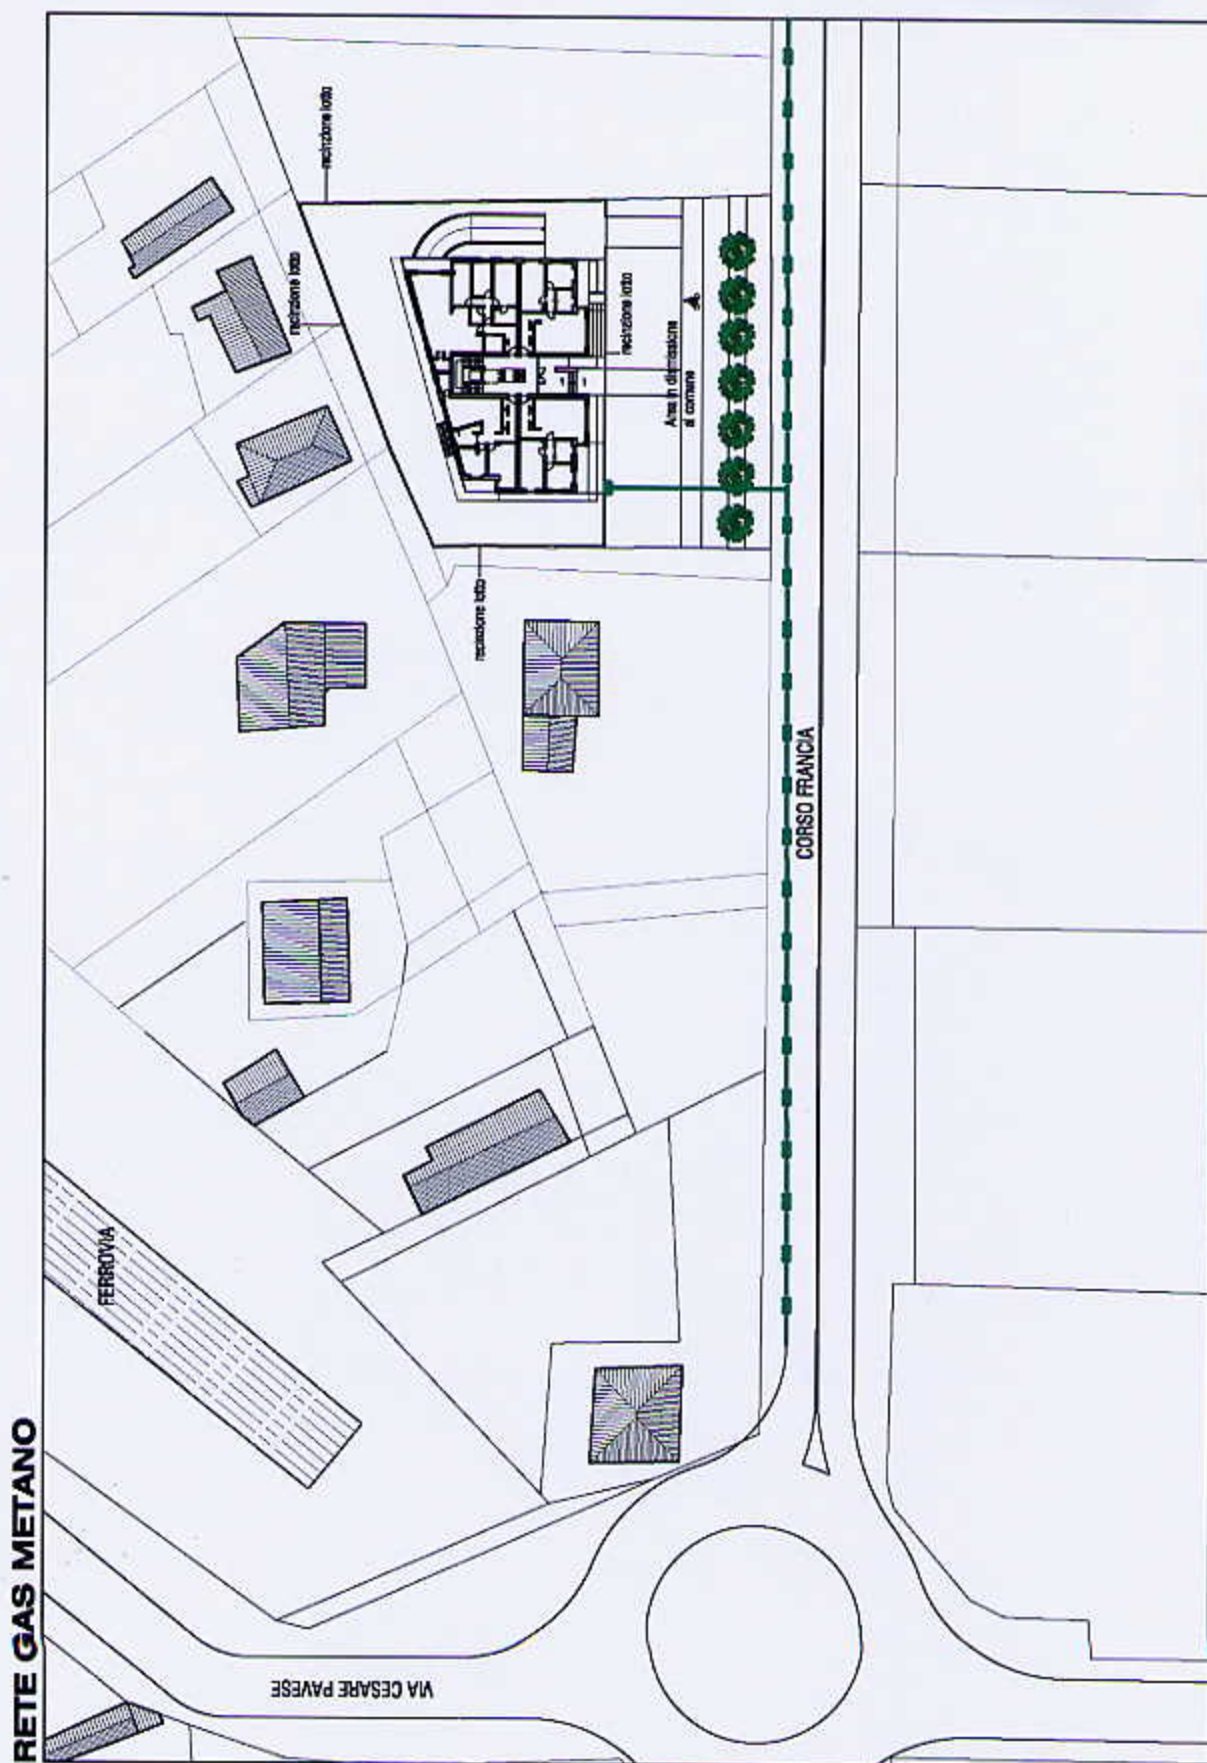 RETE GAS METANO
recinzione lotto
recinzione lotto
recinzione lotto
Area in dismissione
al comune
recinzione lotto
CORSO FRANCIA
FERROVIA
VIA CESARE PAVESE